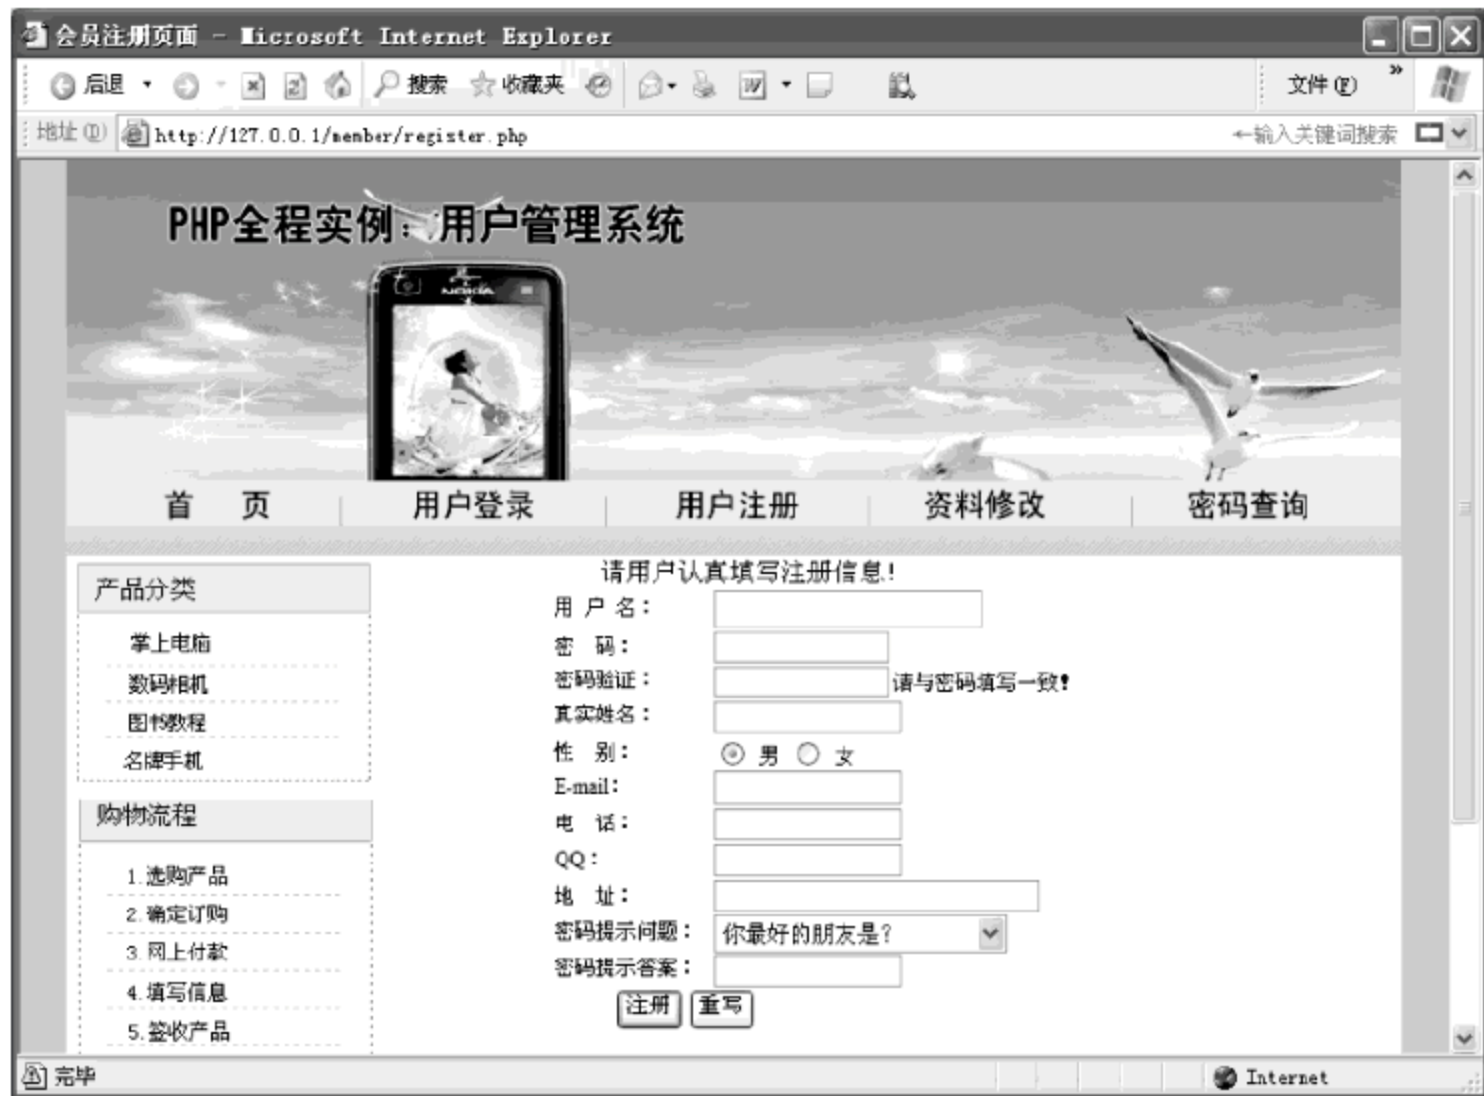 会员注册页面 - Microsoft Internet Explorer
后退 搜索 收藏夹 文件(F) »
地址(D) http://127.0.0.1/member/register.php ←输入关键词搜索
PHP全程实例：用户管理系统
NOKIA
首 页 用户登录 用户注册 资料修改 密码查询
产品分类
掌上电脑
数码相机
图书教程
名牌手机
购物流程
1.选购产品
2.确定订购
3.网上付款
4.填写信息
5.签收产品
请用户认真填写注册信息！
用 户 名：
密 码：
密码验证： 请与密码填写一致！
真实姓名：
性 别： 男 女
E-mail：
电 话：
QQ：
地 址：
密码提示问题： 你最好的朋友是？
密码提示答案：
注册 重写
完毕 Internet